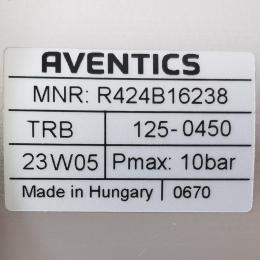 AVENTICS
MNR: R424B16238
TRB 125-0450
23W05 Pmax: 10bar
Made in Hungary 0670